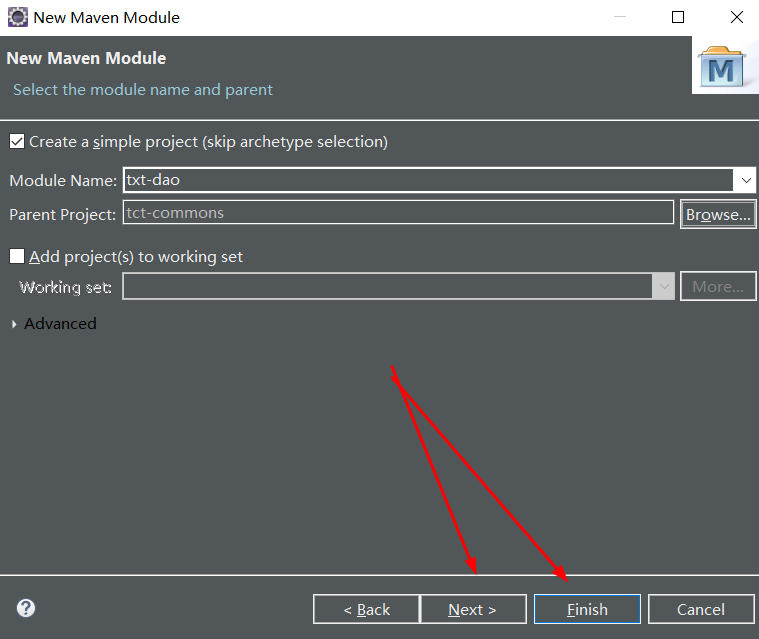 New Maven Module
New Maven Module
Select the module name and parent
M
Create a simple project (skip archetype selection)
Module Name: txt-dao
Parent Project: tct-commons Browse...
Add project(s) to working set
Working set: More...
Advanced
? < Back Next > Finish Cancel